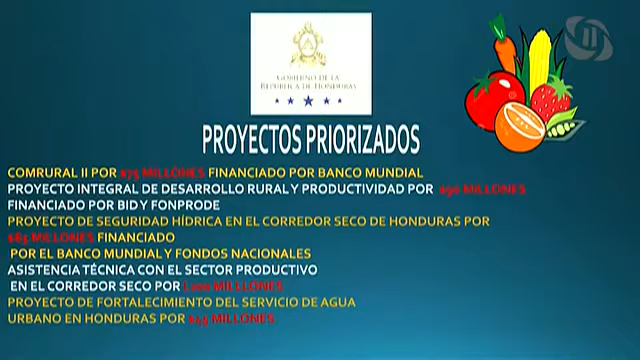 GOBIERNO DE LA
REPÚBLICA DE HONDURAS
PROYECTOS PRIORIZADOS
COMRURAL II POR $75 MILLONES FINANCIADO POR BANCO MUNDIAL
PROYECTO INTEGRAL DE DESARROLLO RURAL Y PRODUCTIVIDAD POR MILLONES
FINANCIADO POR BID Y FONPRODE
PROYECTO DE SEGURIDAD HÍDRICA EN EL CORREDOR SECO DE HONDURAS POR
MILLONES FINANCIADO
POR EL BANCO MUNDIAL Y FONDOS NACIONALES
ASISTENCIA TÉCNICA CON EL SECTOR PRODUCTIVO
EN EL CORREDOR SECO POR MILLLONES
PROYECTO DE FORTALECIMIENTO DEL SERVICIO DE AGUA
URBANO EN HONDURAS POR MILLONES